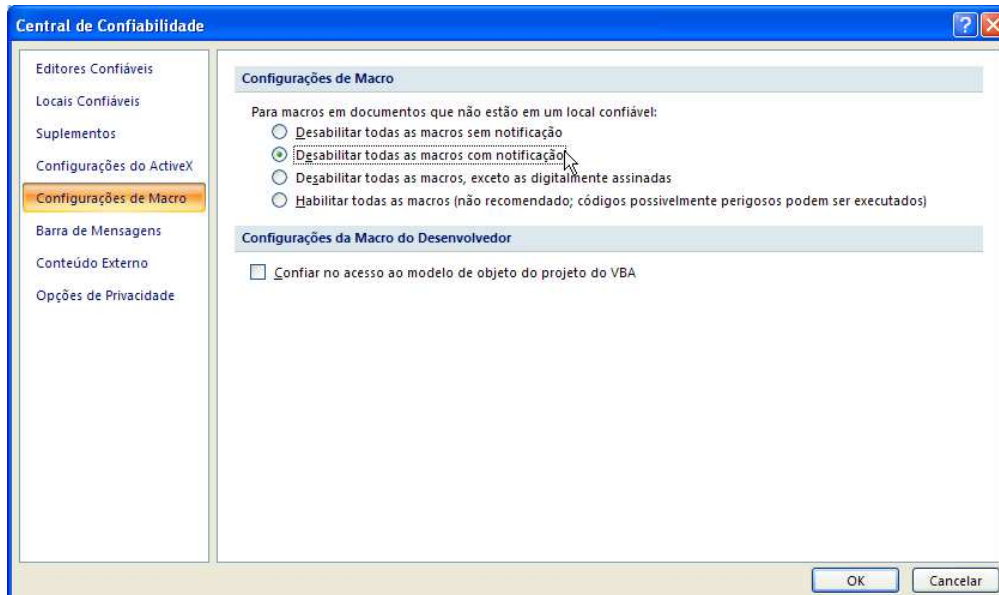 Central de Confiabilidade
Editores Confiáveis
Locais Confiáveis
Suplementos
Configurações do ActiveX
Configurações de Macro
Barra de Mensagens
Conteúdo Externo
Opções de Privacidade
Configurações de Macro
Para macros em documentos que não estão em um local confiável:
Desabilitar todas as macros sem notificação
Desabilitar todas as macros com notificação
Desabilitar todas as macros, exceto as digitalmente assinadas
Habilitar todas as macros (não recomendado; códigos possivelmente perigosos podem ser executados)
Configurações da Macro do Desenvolvedor
Confiar no acesso ao modelo de objeto do projeto do VBA
OK Cancelar